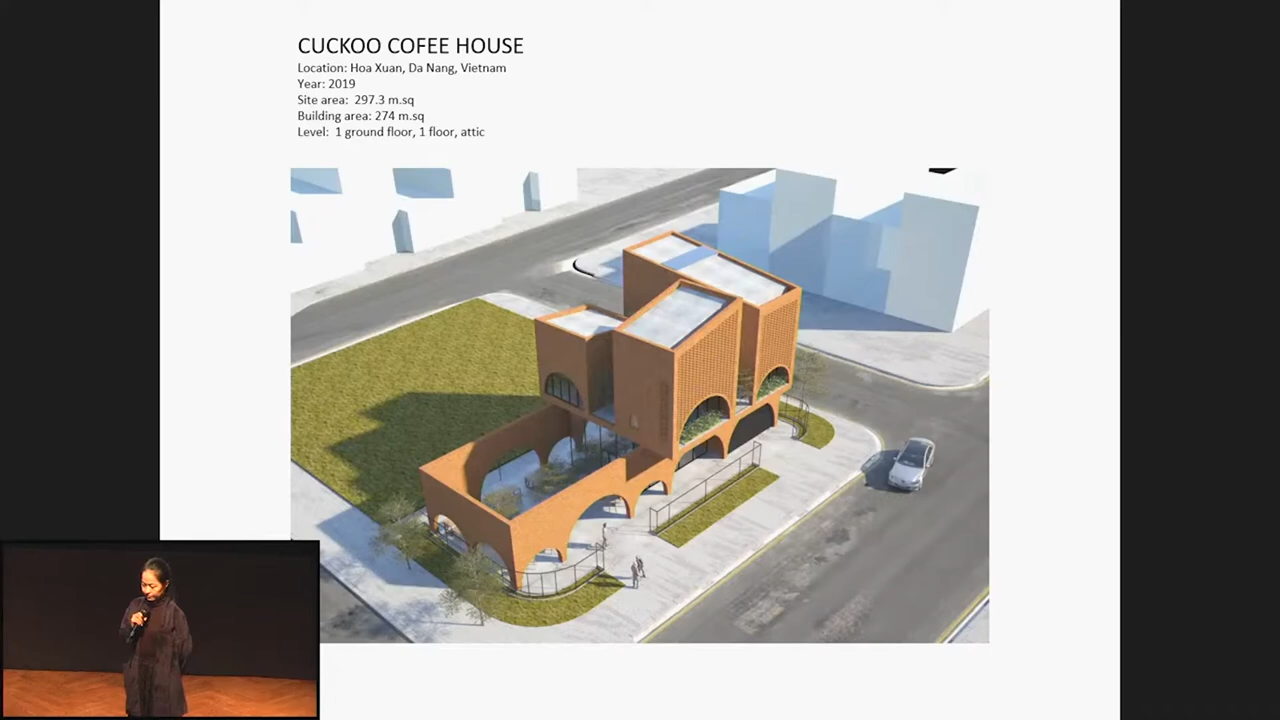 CUCKOO COFEE HOUSE
Location: Hoa Xuan, Da Nang, Vietnam
Year: 2019
Site area:  297.3 m.sq
Building area: 274 m.sq
Level:  1 ground floor, 1 floor, attic